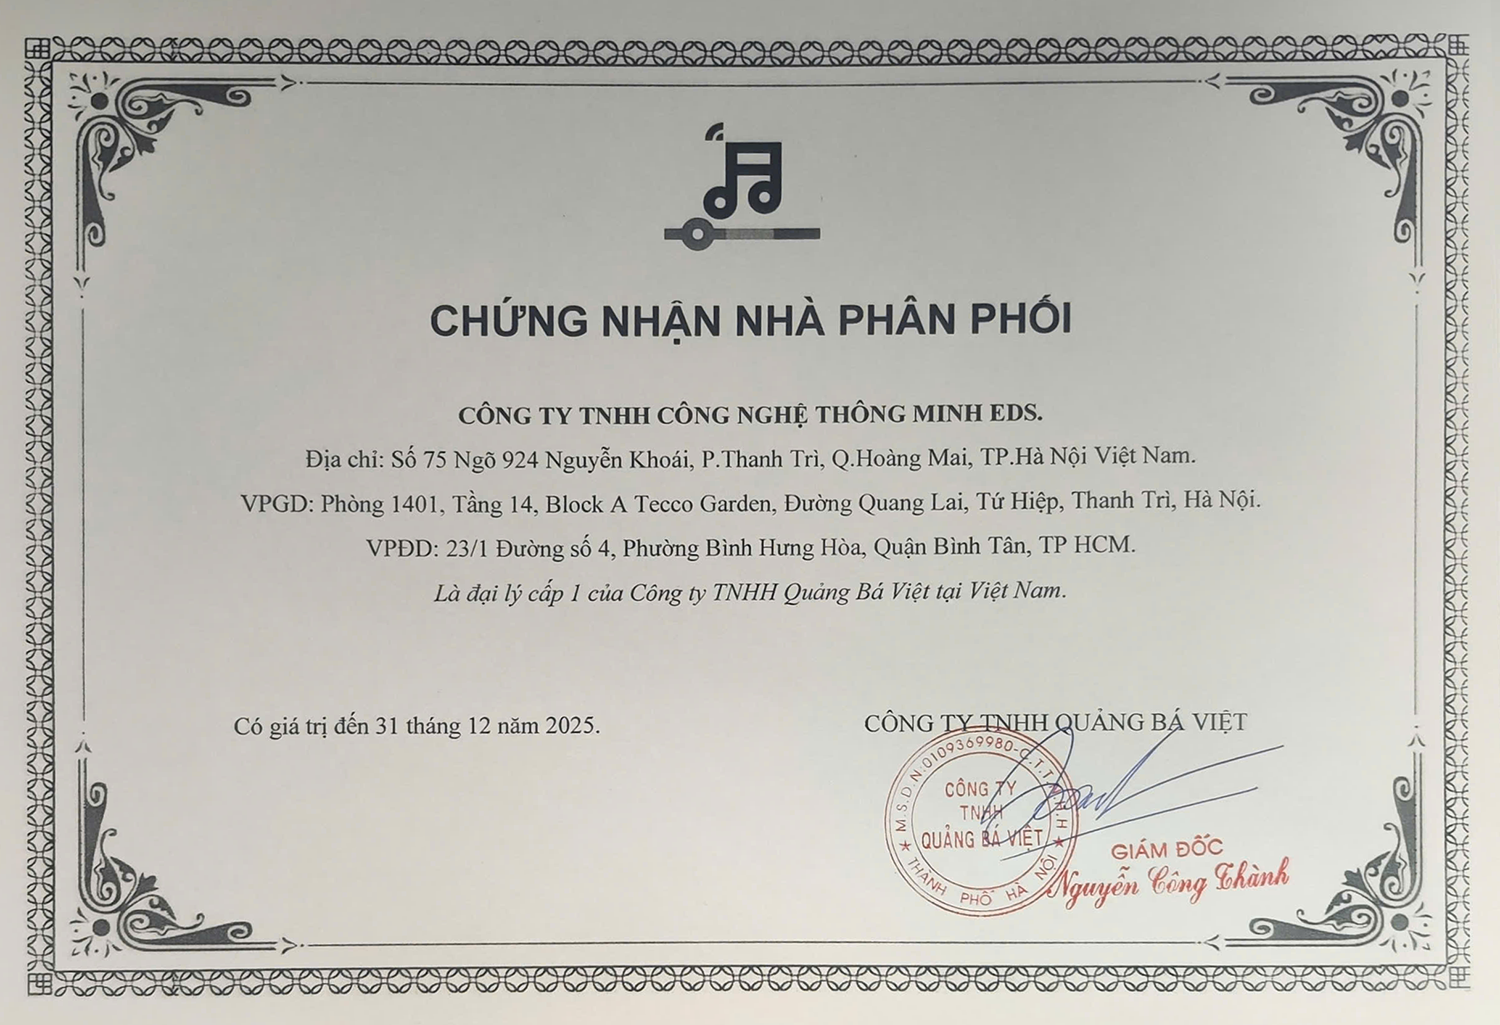 CHỨNG NHẬN NHÀ PHÂN PHỐI
CÔNG TY TNHH CÔNG NGHỆ THÔNG MINH EDS.
Địa chỉ: Số 75 Ngõ 924 Nguyễn Khoái, P.Thanh Trì, Q.Hoàng Mai, TP.Hà Nội Việt Nam.
VPGD: Phòng 1401, Tầng 14, Block A Tecco Garden, Đường Quang Lai, Tứ Hiệp, Thanh Trì, Hà Nội.
VPĐD: 23/1 Đường số 4, Phường Bình Hưng Hòa, Quận Bình Tân, TP HCM.
Là đại lý cấp 1 của Công ty TNHH Quảng Bá Việt tại Việt Nam.
Có giá trị đến 31 tháng 12 năm 2025.
CÔNG TY TNHH QUẢNG BÁ VIỆT
M.S.D.N:0109369980-C.T.T.N.H.H
CÔNG TY
TNHH
QUẢNG BÁ VIỆT
THÀNH PHỐ HÀ NỘI
GIÁM ĐỐC
Nguyễn Công Thành